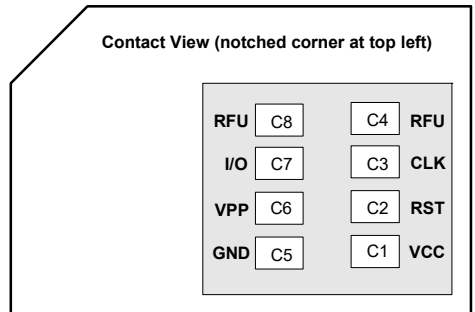 Contact View (notched corner at top left)
RFU C8 C4 RFU
I/O C7 C3 CLK
VPP C6 C2 RST
GND C5 C1 VCC